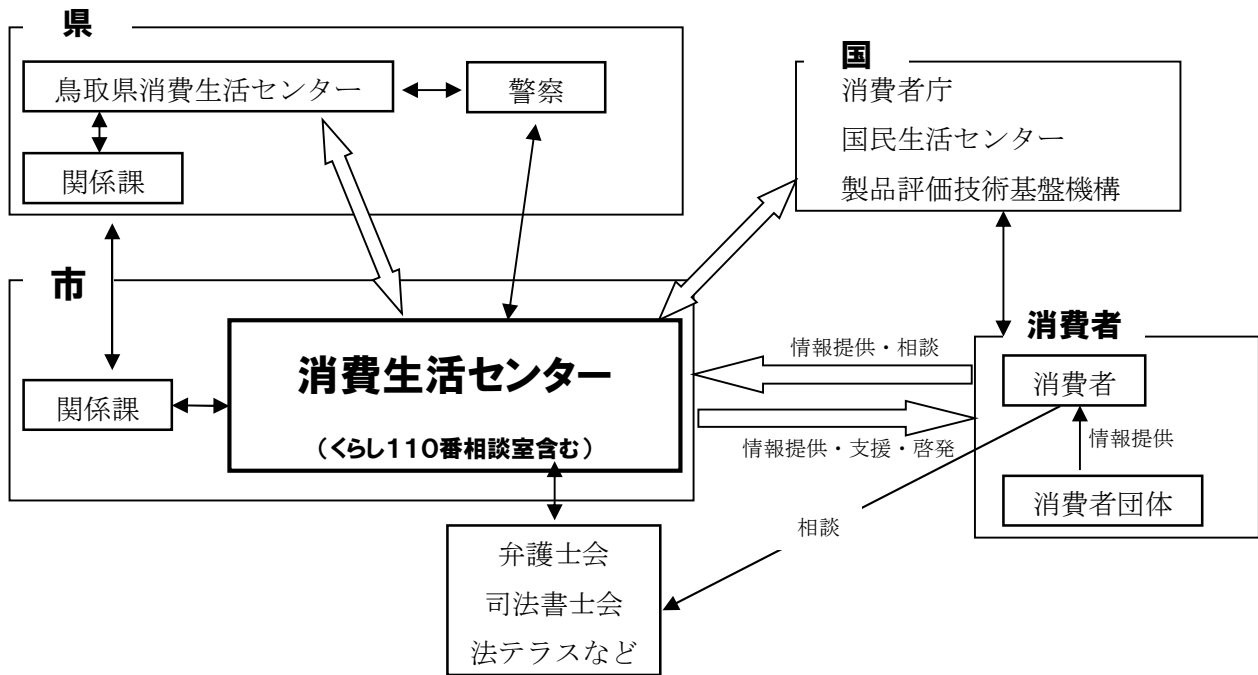 県
鳥取県消費生活センター
警察
関係課
国
消費者庁
国民生活センター
製品評価技術基盤機構
市
消費生活センター
（くらし110番相談室含む）
関係課
情報提供・相談
情報提供・支援・啓発
消費者
消費者
情報提供
消費者団体
相談
弁護士会
司法書士会
法テラスなど